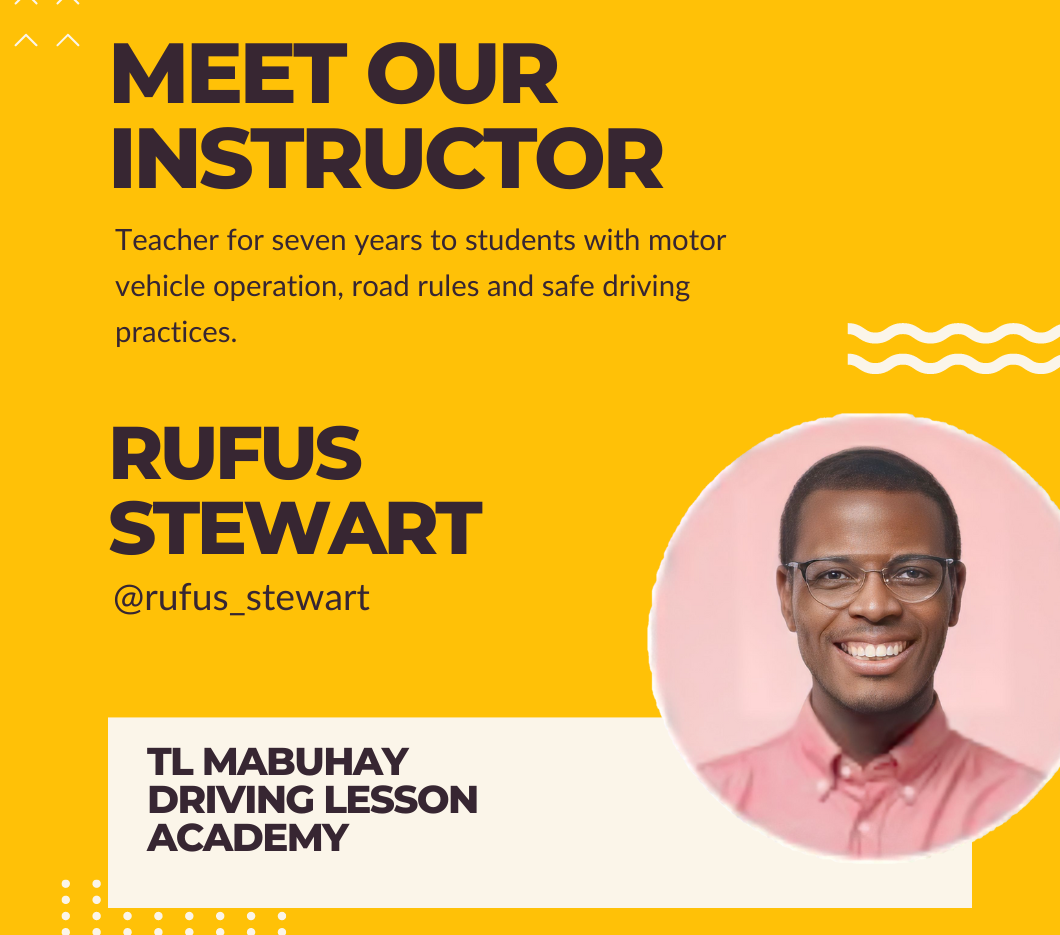 MEET OUR
INSTRUCTOR
Teacher for seven years to students with motor
vehicle operation, road rules and safe driving
practices.
RUFUS
STEWART
@rufus_stewart
TL MABUHAY
DRIVING LESSON
ACADEMY